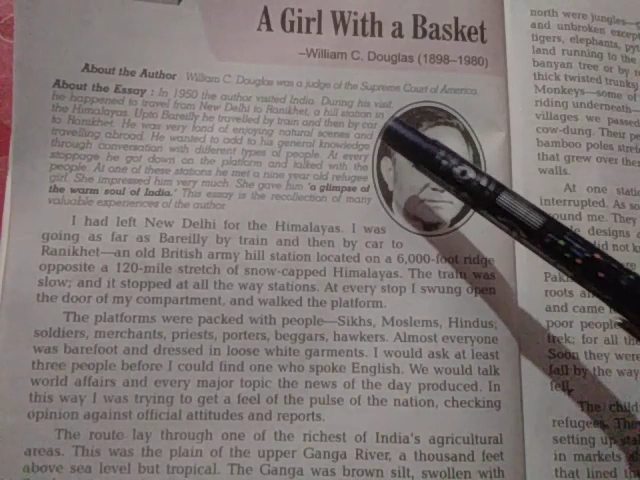 A Girl With a Basket
–William C. Douglas (1898–1980)
About the Author : William C. Douglas was a judge of the Supreme Court of America.
About the Essay : In 1950 the author visited India. During his visit
he happened to travel from New Delhi to Ranikhet, a hill station in
the Himalayas. Upto Bareilly he travelled by train and then by car
to Ranikhet. He was very fond of enjoying natural scenes and
travelling abroad. He wanted to add to his general knowledge
through conversation with different types of people. At every
stoppage he got down on the platform and talked with the
people. At one of these stations he met a nine year old refugee
girl. She impressed him very much. She gave him 'a glimpse of
the warm soul of India.' This essay is the recollection of many
valuable experiences of the author.
I had left New Delhi for the Himalayas. I was
going as far as Bareilly by train and then by car to
Ranikhet—an old British army hill station located on a 6,000-foot ridge
opposite a 120-mile stretch of snow-capped Himalayas. The train was
slow; and it stopped at all the way stations. At every stop I swung open
the door of my compartment, and walked the platform.
The platforms were packed with people—Sikhs, Moslems, Hindus;
soldiers, merchants, priests, porters, beggars, hawkers. Almost everyone
was barefoot and dressed in loose white garments. I would ask at least
three people before I could find one who spoke English. We would talk
world affairs and every major topic the news of the day produced. In
this way I was trying to get a feel of the pulse of the nation, checking
opinion against official attitudes and reports.
The route lay through one of the richest of India's agricultural
areas. This was the plain of the upper Ganga River, a thousand feet
above sea level but tropical. The Ganga was brown silt, swollen with
north were jungles—
and unbroken
tigers, elephants,
land running to the
banyan tree or by
thick twisted trunk
Monkeys—some of
riding underneath
villages we passed
cow-dung. Their
bamboo poles
that grew over
walls.
At one
interrupted. As
me. They
designs
did not
roots
and came
poor people
trek; for all
Soon they were
fall by the way
fell.
The child
refugees. They
setting up
in markets
that lined